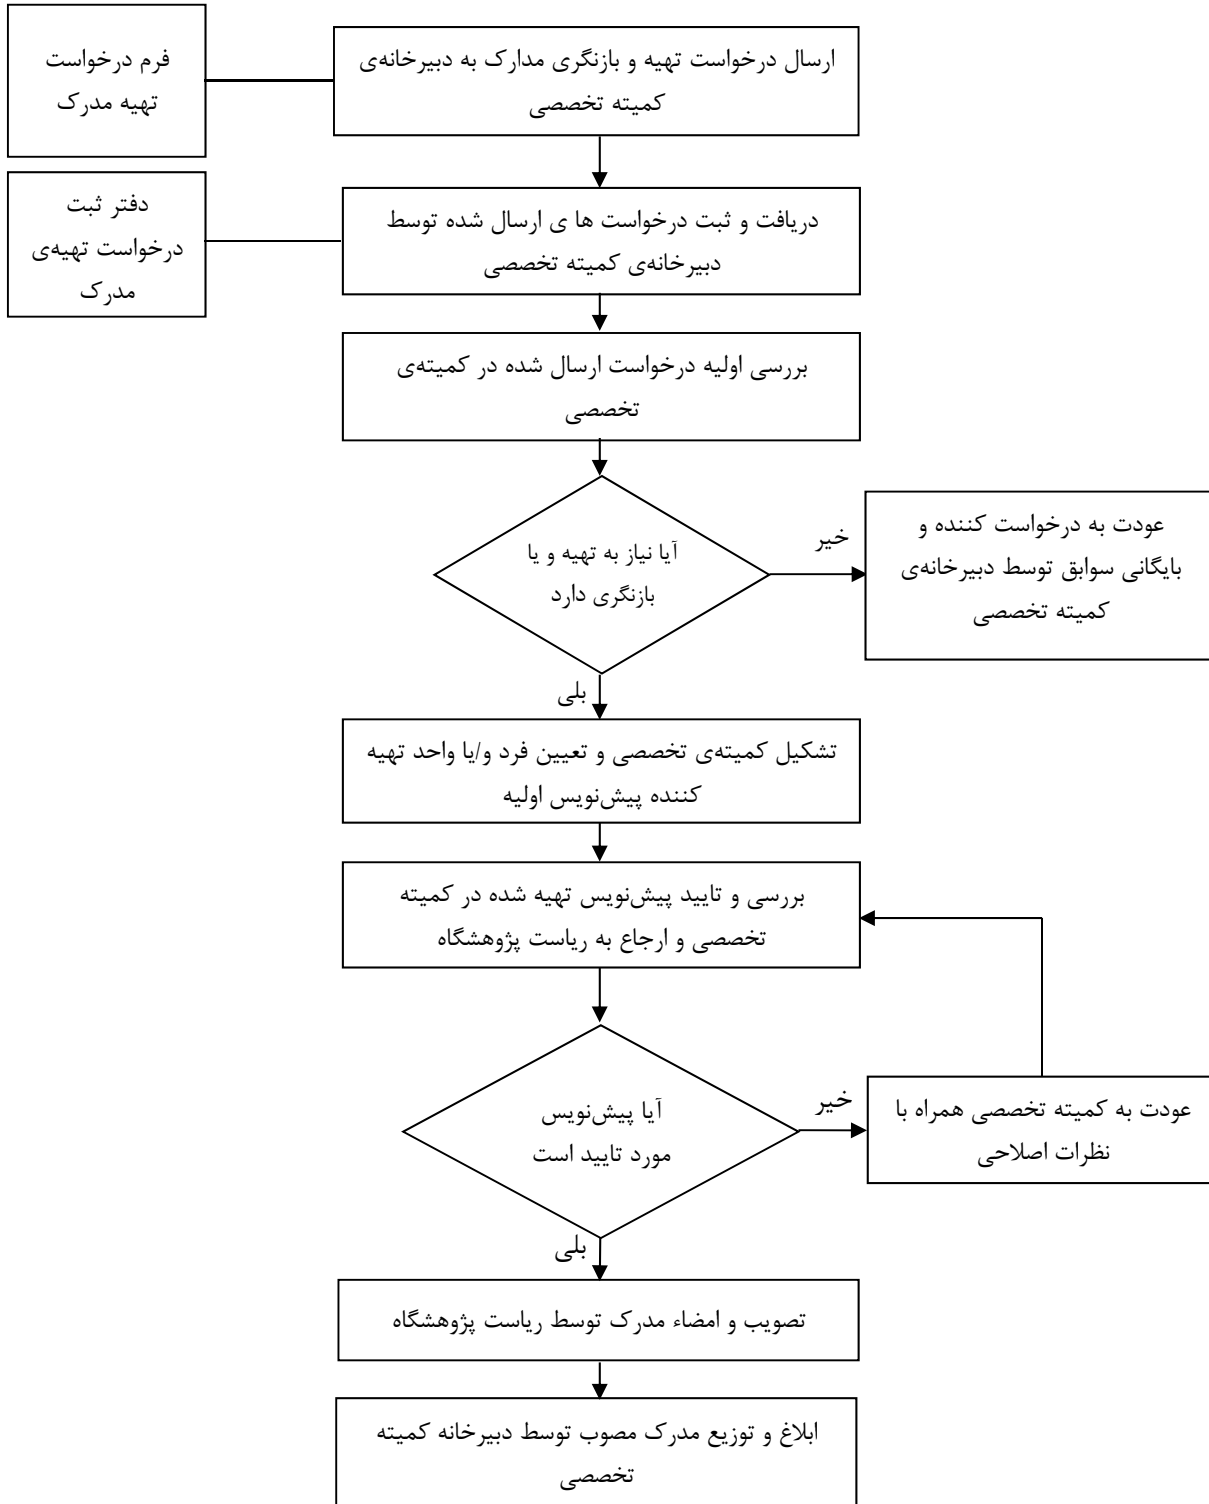 فرم درخواست
تهیه مدرک
ارسال درخواست تهیه و بازنگری مدارک به دبیرخانه‌ی
کمیته تخصصی
دفتر ثبت
درخواست تهیه‌ی
مدرک
دریافت و ثبت درخواست ها ی ارسال شده توسط
دبیرخانه‌ی کمیته تخصصی
بررسی اولیه درخواست ارسال شده در کمیته‌ی
تخصصی
آیا نیاز به تهیه و یا
بازنگری دارد
خیر
عودت به درخواست کننده و
بایگانی سوابق توسط دبیرخانه‌ی
کمیته تخصصی
بلی
تشکیل کمیته‌ی تخصصی و تعیین فرد و/یا واحد تهیه
کننده پیش‌نویس اولیه
بررسی و تایید پیش‌نویس تهیه شده در کمیته
تخصصی و ارجاع به ریاست پژوهشگاه
آیا پیش‌نویس
مورد تایید است
خیر
عودت به کمیته تخصصی همراه با
نظرات اصلاحی
بلی
تصویب و امضاء مدرک توسط ریاست پژوهشگاه
ابلاغ و توزیع مدرک مصوب توسط دبیرخانه کمیته
تخصصی